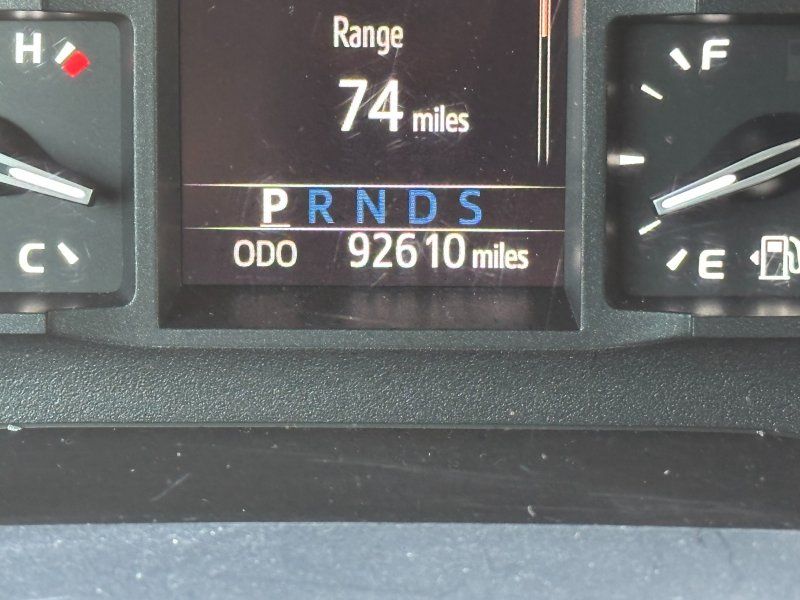 H
Range
F
74 miles
P R N D S
C
ODO 92610 miles
E